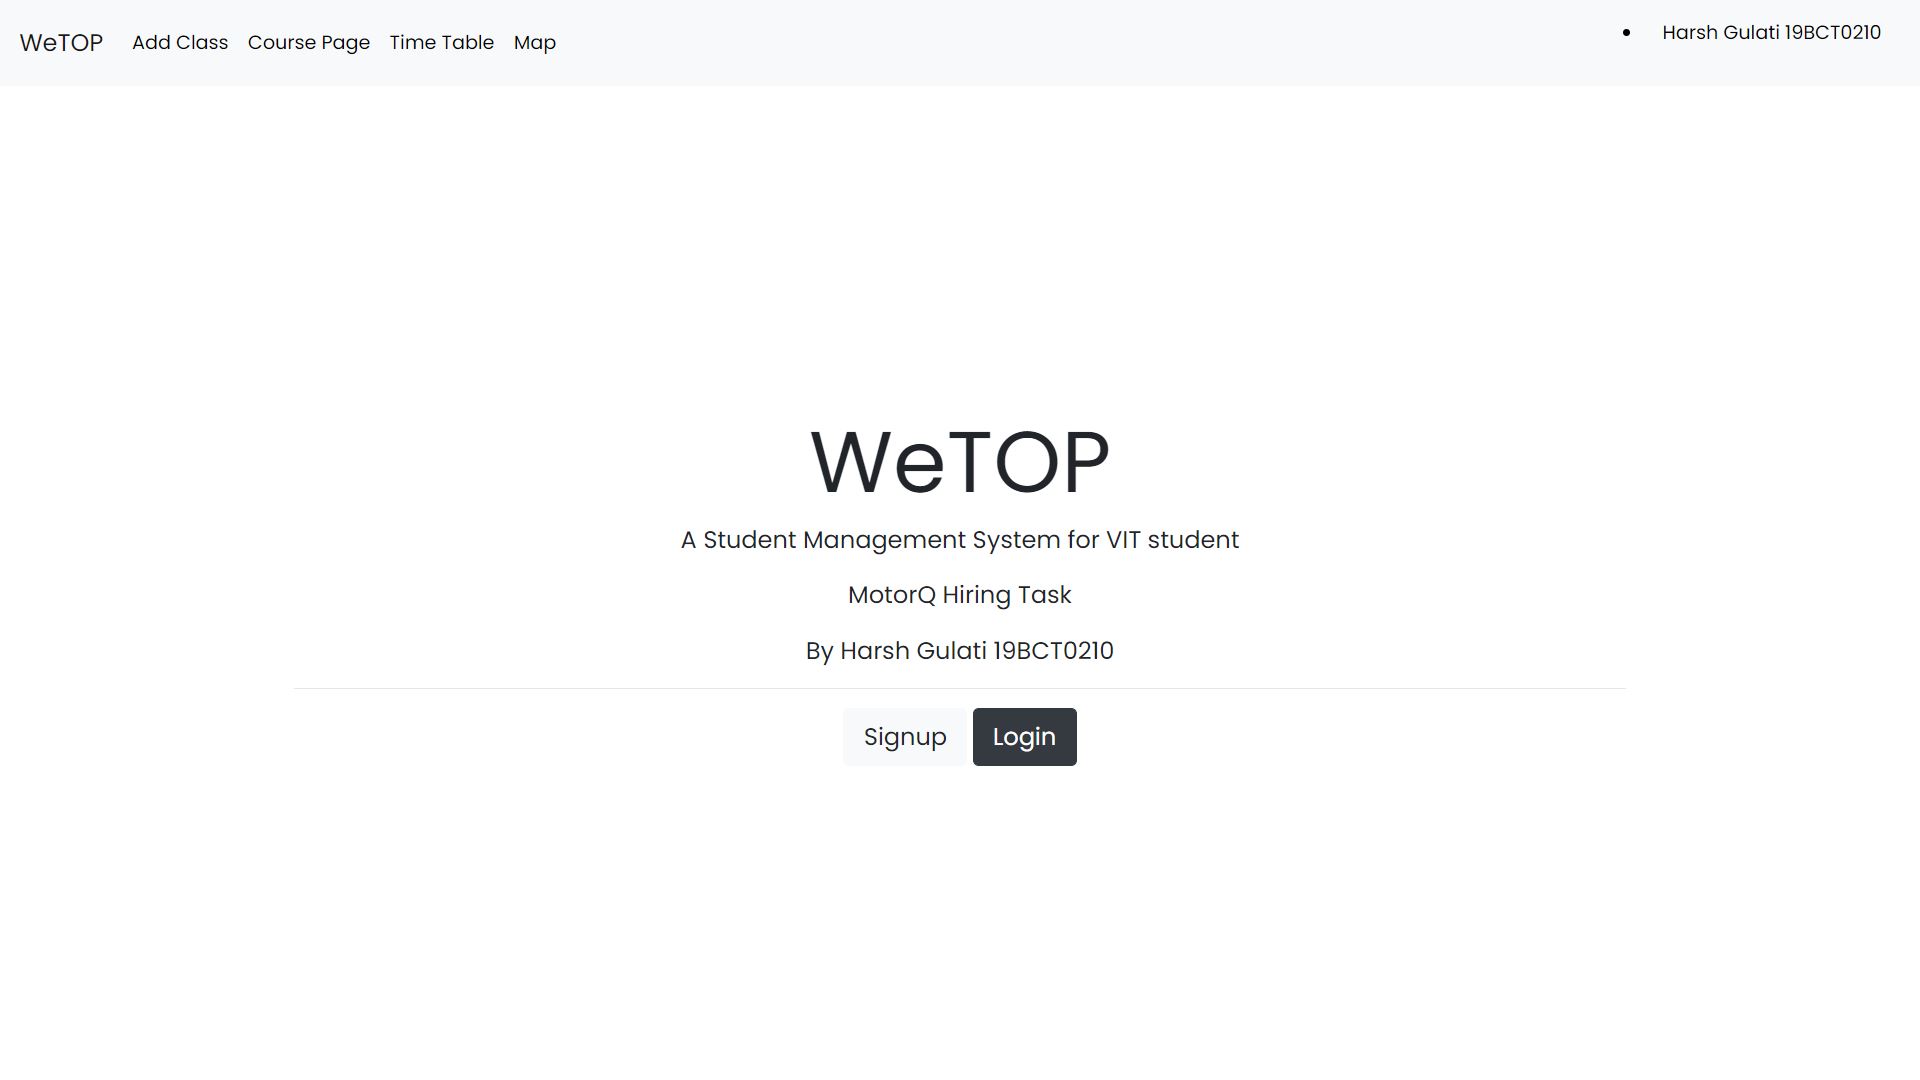 WeTOP Add Class Course Page Time Table Map
Harsh Gulati 19BCT0210
WeTOP
A Student Management System for VIT student
MotorQ Hiring Task
By Harsh Gulati 19BCT0210
Signup Login